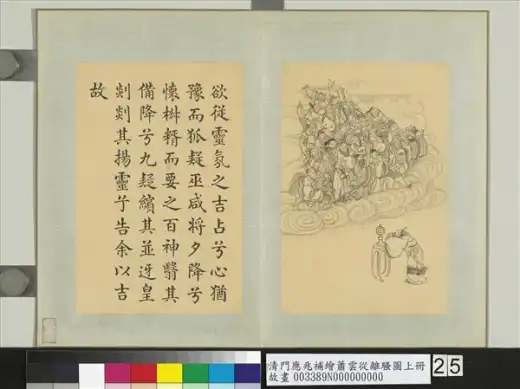 欲從靈氛之吉占兮心猶
豫而狐疑巫咸将夕降兮
懷椒糈而要之百神翳其
備降兮九疑繽其並迓皇
剡剡其揚靈兮告余以吉
故
清門應兆補繪蕭雲從離騷圖上冊
故畫 003389N000000000
25